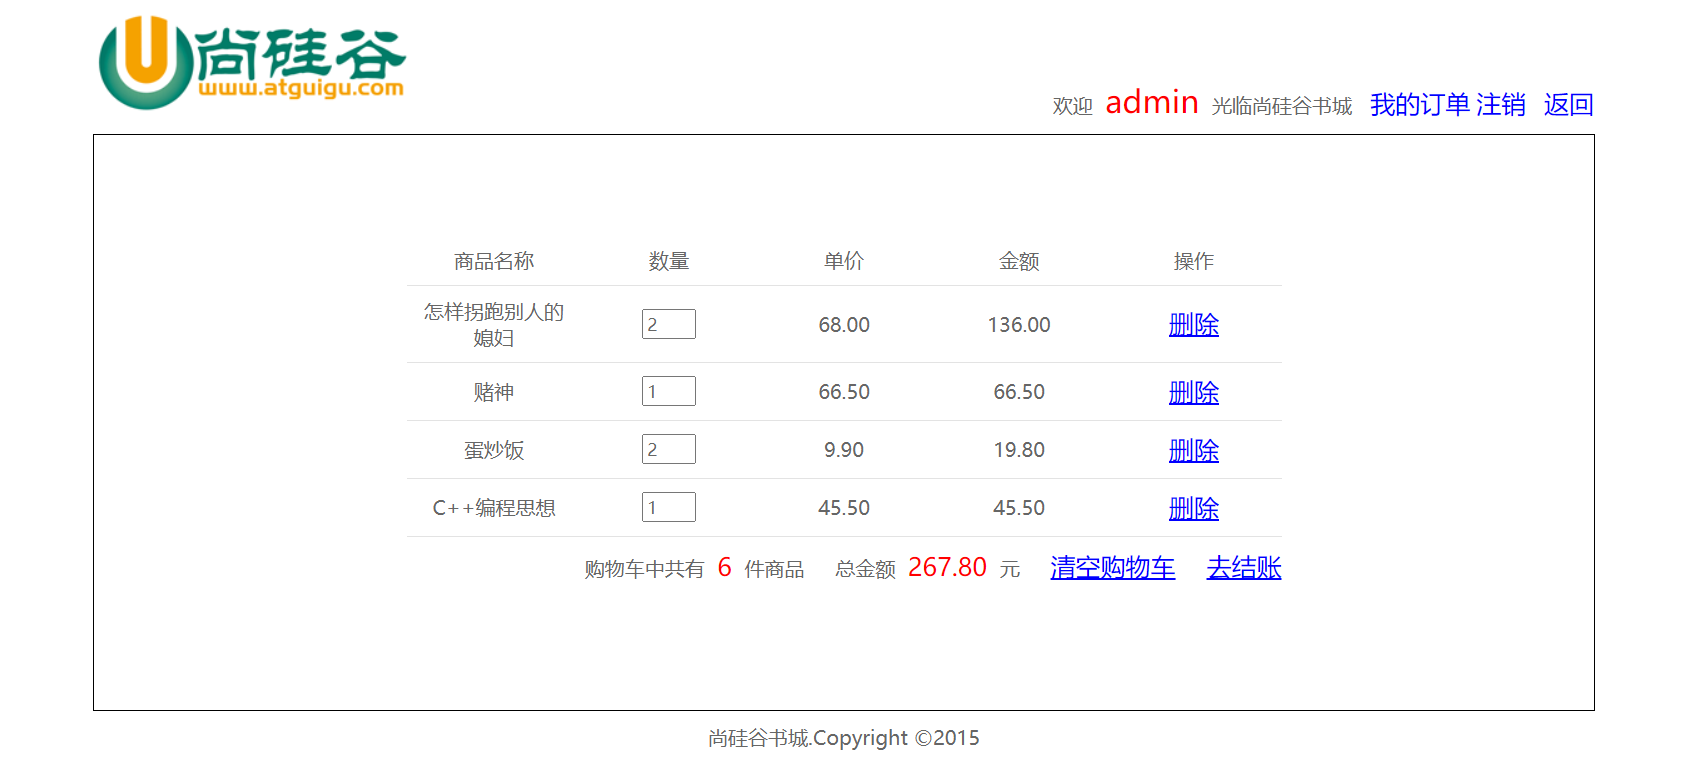 尚硅谷
www.atguigu.com
欢迎 admin 光临尚硅谷书城 我的订单 注销 返回
商品名称 数量 单价 金额 操作
怎样拐跑别人的
媳妇 2 68.00 136.00 删除
赌神 1 66.50 66.50 删除
蛋炒饭 2 9.90 19.80 删除
C++编程思想 1 45.50 45.50 删除
购物车中共有 6 件商品 总金额 267.80 元 清空购物车 去结账
尚硅谷书城.Copyright ©2015